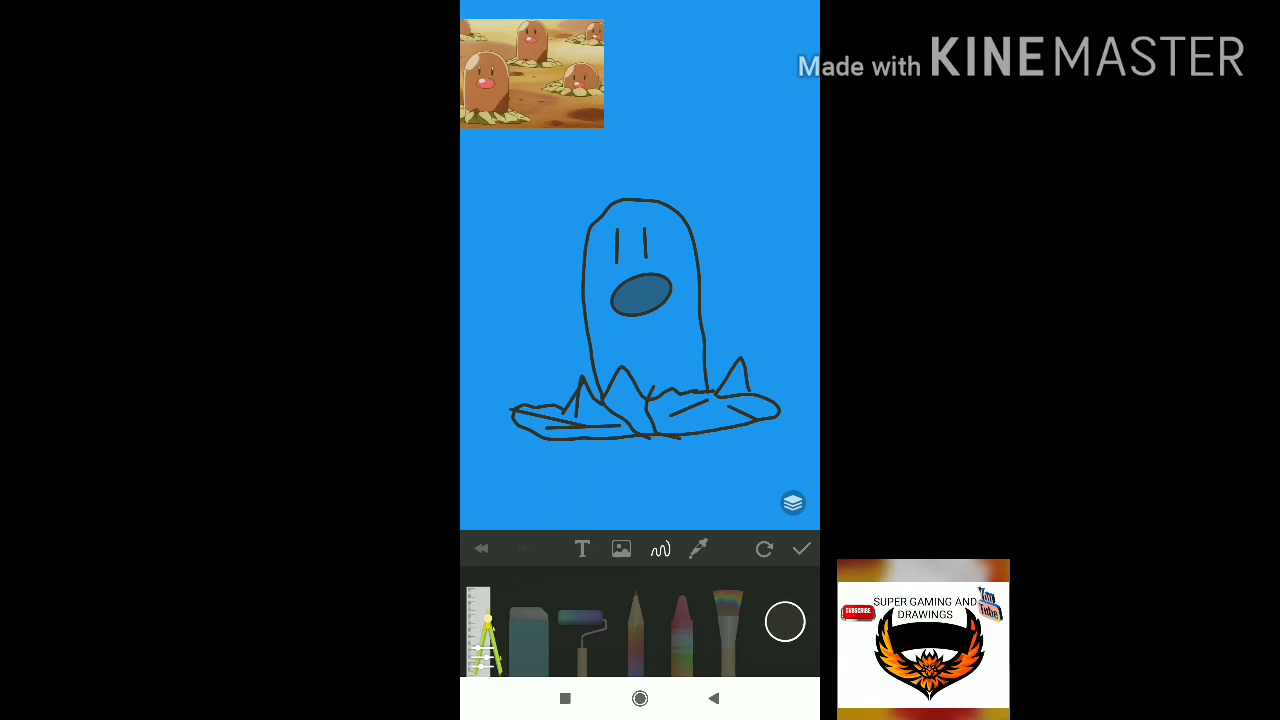 Made with KINEMASTER
T
SUPER GAMING AND
DRAWINGS
SUBSCRIBE
You
Tube